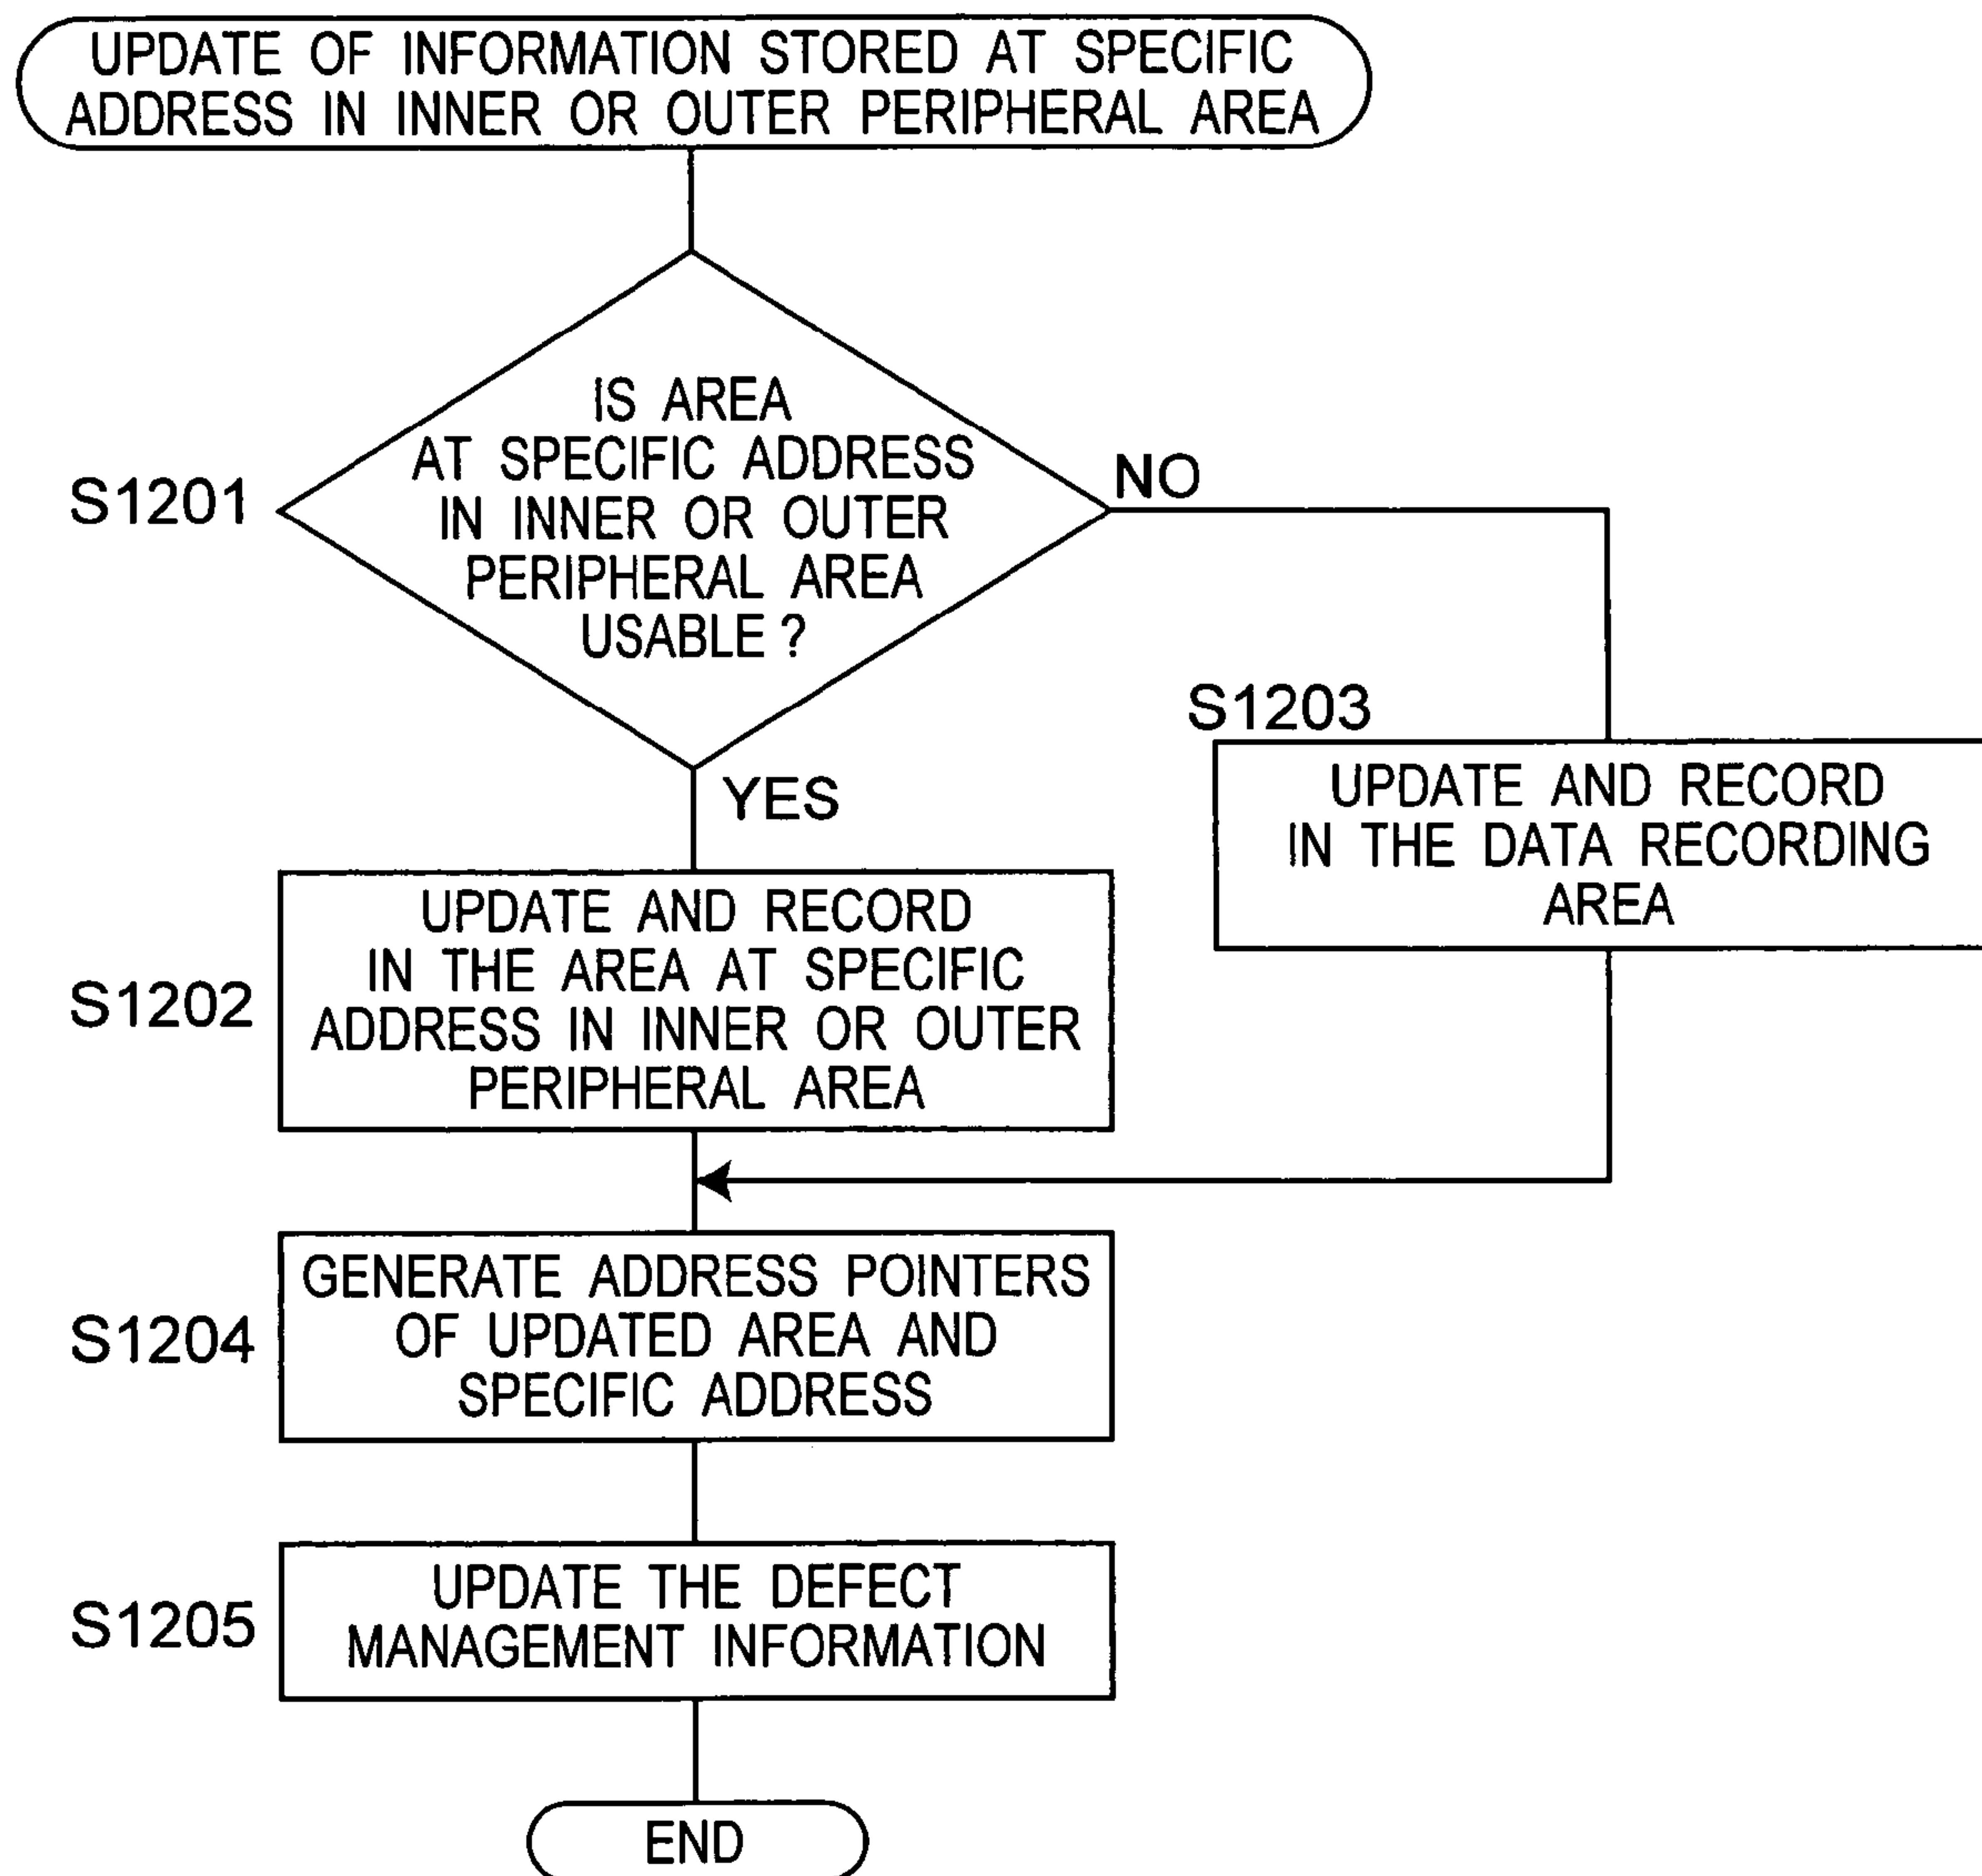 UPDATE OF INFORMATION STORED AT SPECIFIC
ADDRESS IN INNER OR OUTER PERIPHERAL AREA
S1201
IS AREA
AT SPECIFIC ADDRESS
IN INNER OR OUTER
PERIPHERAL AREA
USABLE ?
NO
YES
S1203
UPDATE AND RECORD
IN THE DATA RECORDING
AREA
S1202
UPDATE AND RECORD
IN THE AREA AT SPECIFIC
ADDRESS IN INNER OR OUTER
PERIPHERAL AREA
S1204
GENERATE ADDRESS POINTERS
OF UPDATED AREA AND
SPECIFIC ADDRESS
S1205
UPDATE THE DEFECT
MANAGEMENT INFORMATION
END